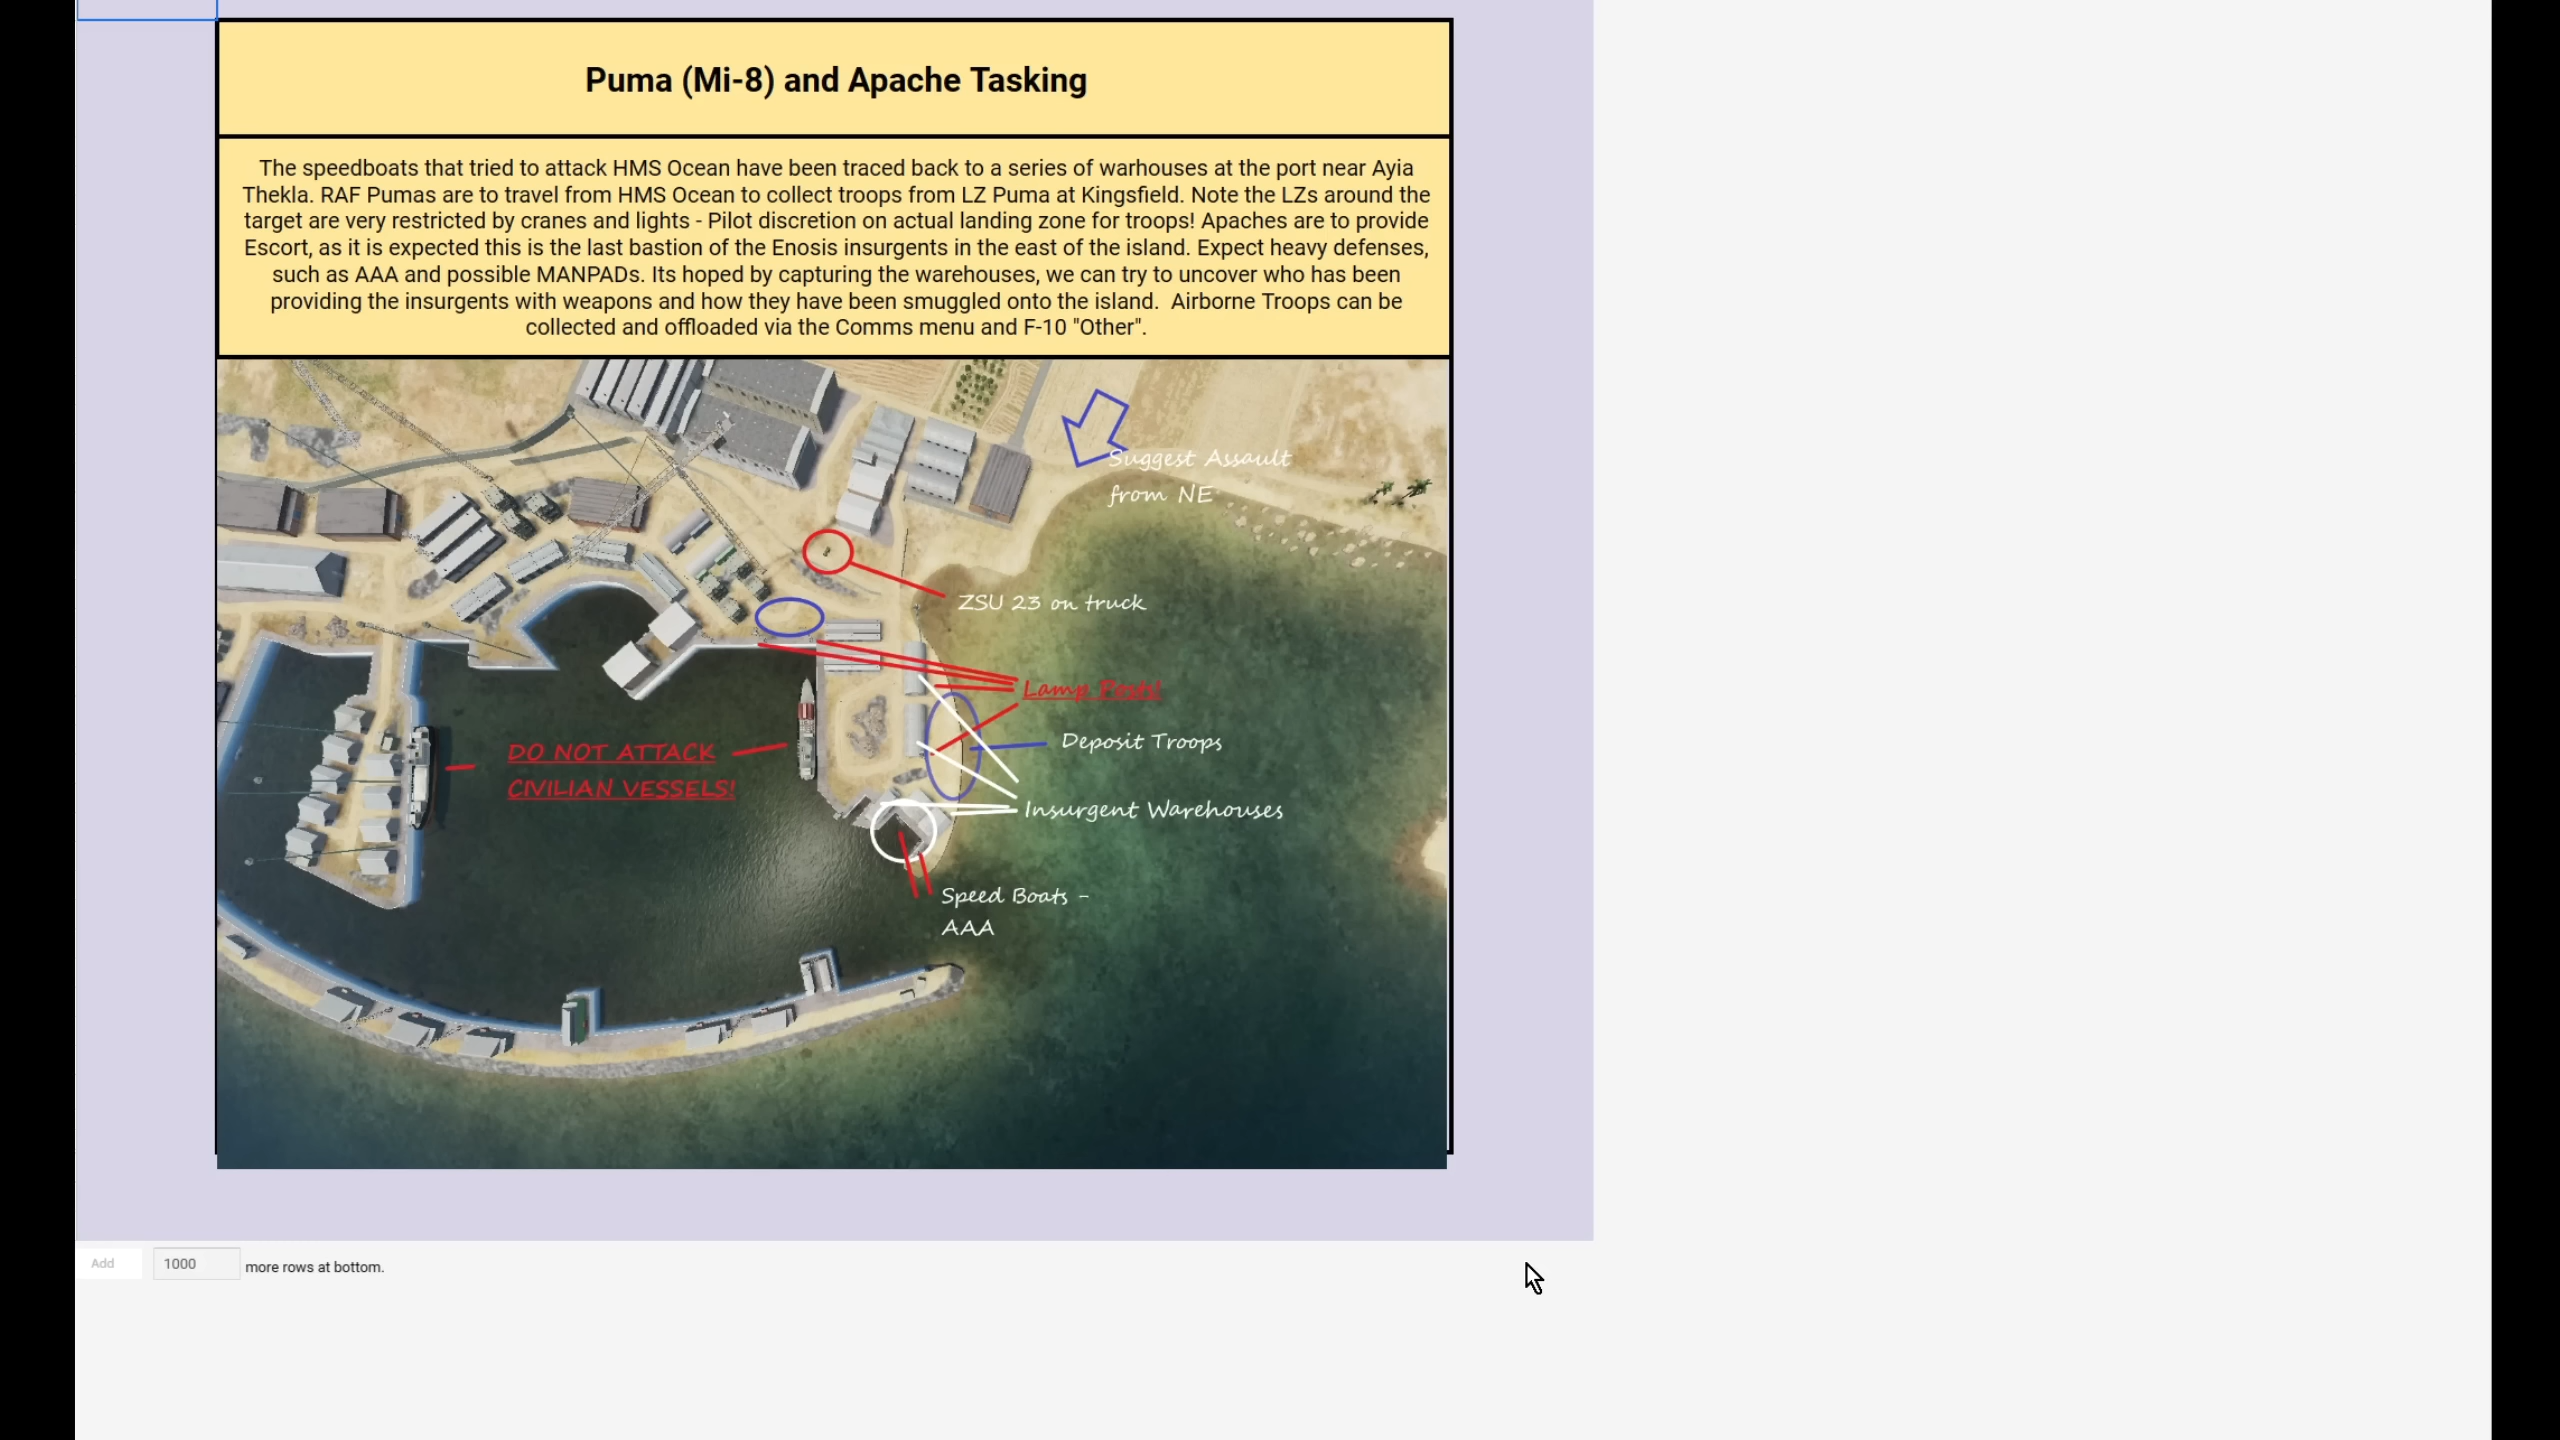 Puma (Mi-8) and Apache Tasking
The speedboats that tried to attack HMS Ocean have been traced back to a series of warhouses at the port near Ayia
Thekla. RAF Pumas are to travel from HMS Ocean to collect troops from LZ Puma at Kingsfield. Note the LZs around the
target are very restricted by cranes and lights - Pilot discretion on actual landing zone for troops! Apaches are to provide
Escort, as it is expected this is the last bastion of the Enosis insurgents in the east of the island. Expect heavy defenses,
such as AAA and possible MANPADs. Its hoped by capturing the warehouses, we can try to uncover who has been
providing the insurgents with weapons and how they have been smuggled onto the island.  Airborne Troops can be
collected and offloaded via the Comms menu and F-10 "Other".
Suggest Assault
from NE
ZSU 23 on truck
Lamp Posts!
Deposit Troops
DO NOT ATTACK
CIVILIAN VESSELS!
Insurgent Warehouses
Speed Boats -
AAA
Add 1000 more rows at bottom.